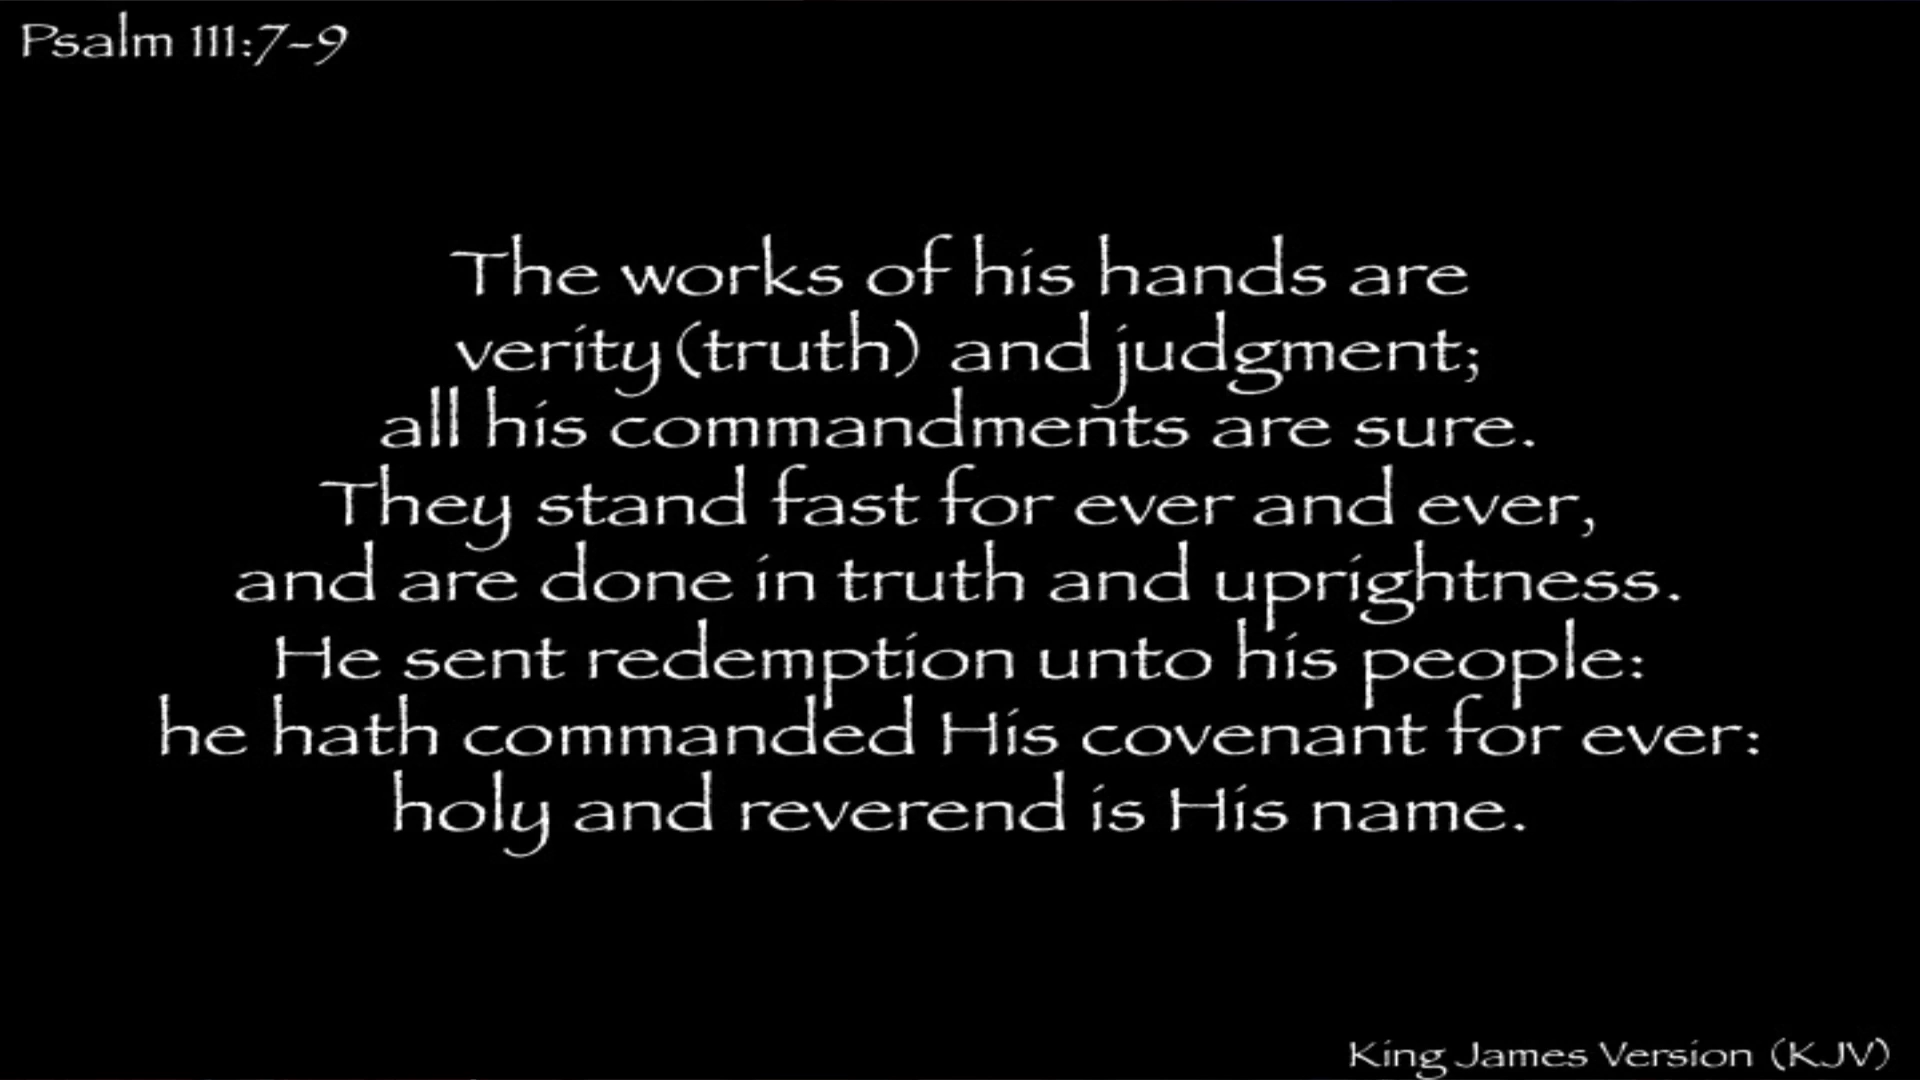 Psalm 111:7-9
The works of his hands are
verity (truth) and judgment;
all his commandments are sure.
They stand fast for ever and ever,
and are done in truth and uprightness.
He sent redemption unto his people:
he hath commanded His covenant for ever:
holy and reverend is His name.
King James Version (KJV)